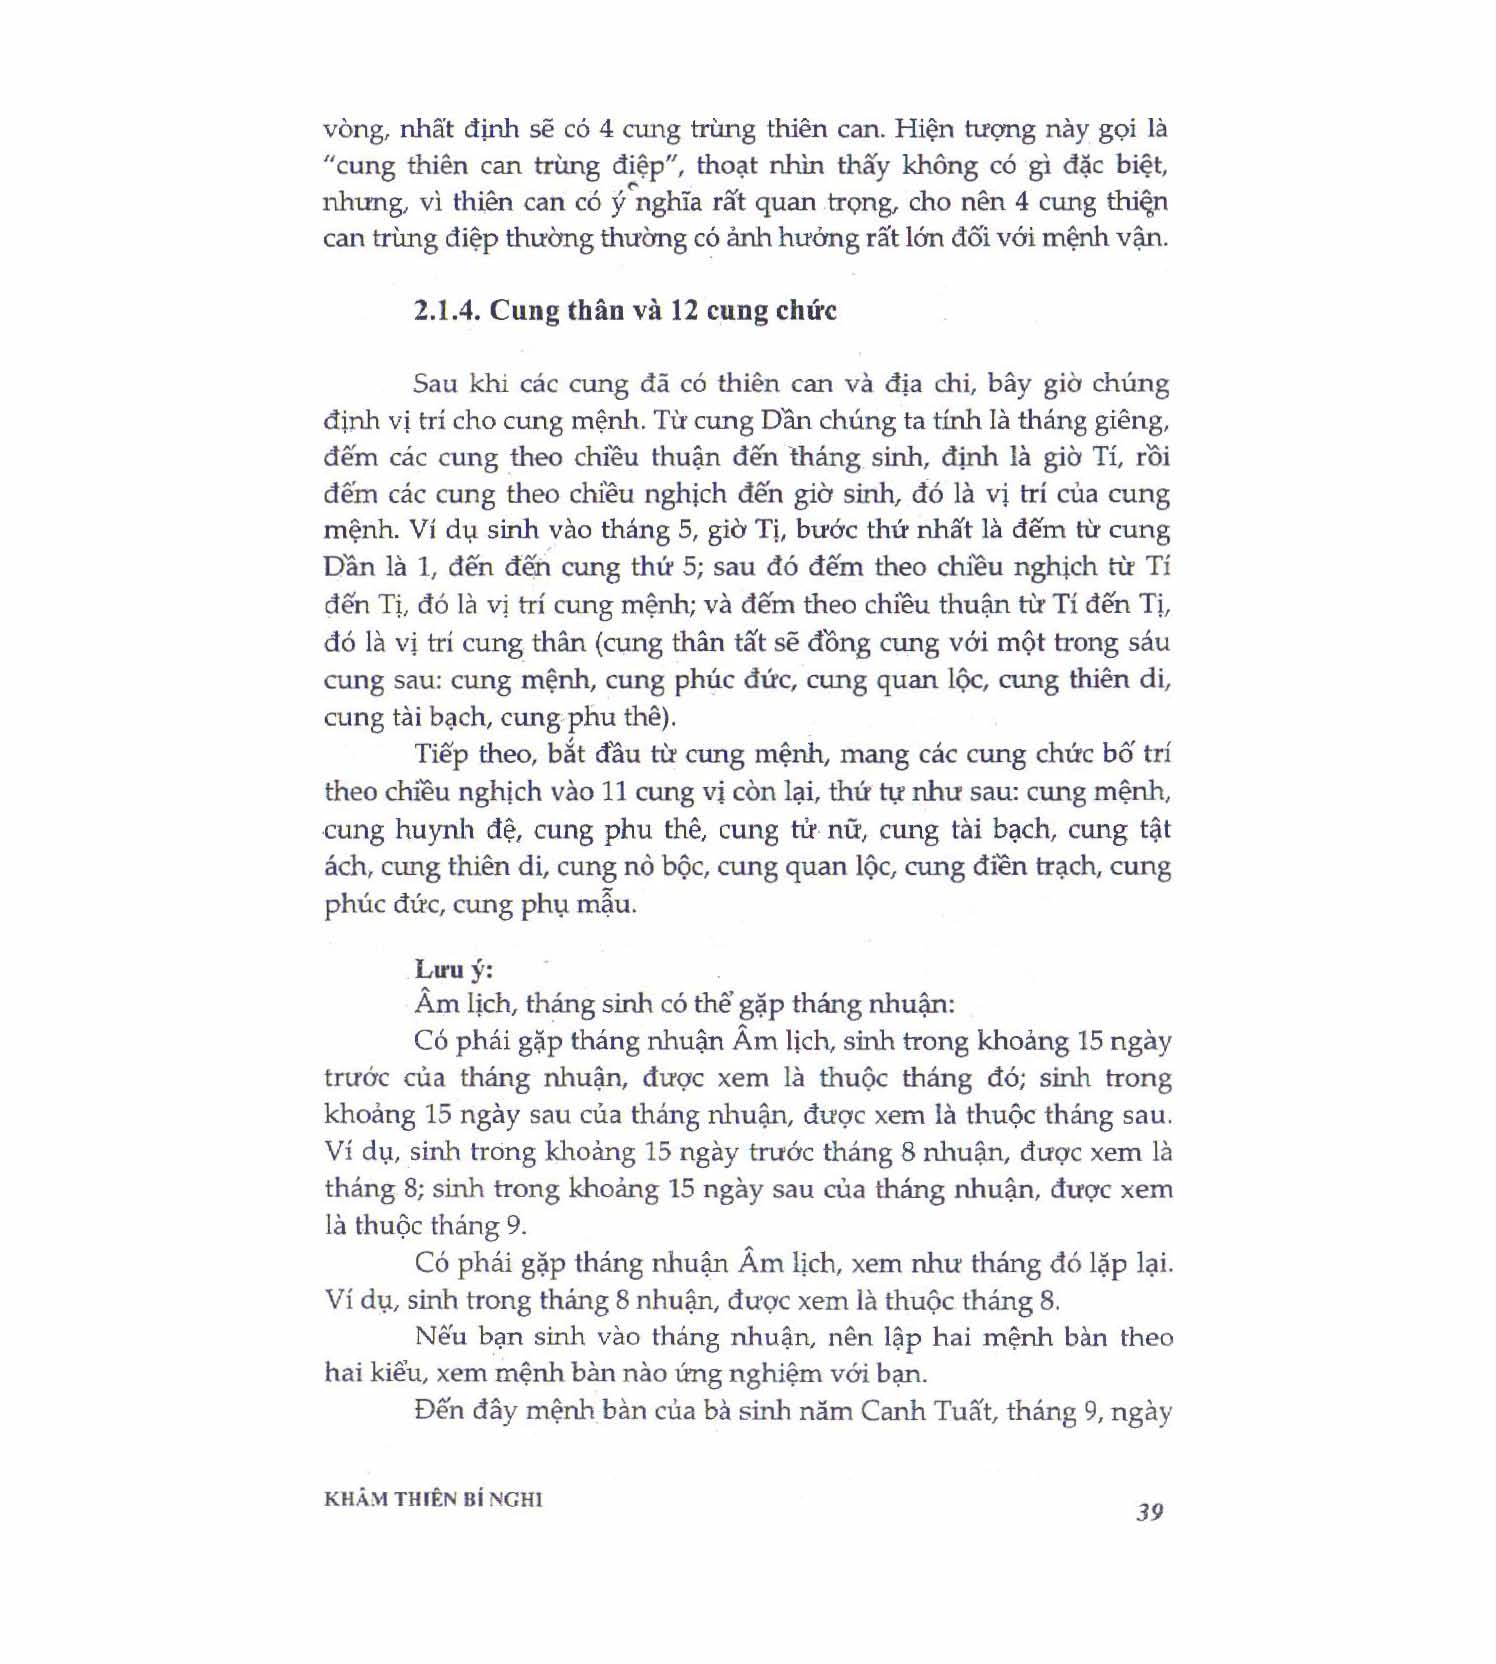 vòng, nhất định sẽ có 4 cung trùng thiên can. Hiện tượng này gọi là
"cung thiên can trùng điệp", thoạt nhìn thấy không có gì đặc biệt,
nhưng, vì thiên can có ý nghĩa rất quan trọng, cho nên 4 cung thiên
can trùng điệp thường thường có ảnh hưởng rất lớn đối với mệnh vận.
2.1.4. Cung thân và 12 cung chức
Sau khi các cung đã có thiên can và địa chi, bây giờ chúng
định vị trí cho cung mệnh. Từ cung Dần chúng ta tính là tháng giêng,
đếm các cung theo chiều thuận đến tháng sinh, định là giờ Tí, rồi
đếm các cung theo chiều nghịch đến giờ sinh, đó là vị trí của cung
mệnh. Ví dụ sinh vào tháng 5, giờ Tị, bước thứ nhất là đếm từ cung
Dần là 1, đến đến cung thứ 5; sau đó đếm theo chiều nghịch từ Tí
đến Tị, đó là vị trí cung mệnh; và đếm theo chiều thuận từ Tí đến Tị,
đó là vị trí cung thân (cung thân tất sẽ đồng cung với một trong sáu
cung sau: cung mệnh, cung phúc đức, cung quan lộc, cung thiên di,
cung tài bạch, cung phu thê).
Tiếp theo, bắt đầu từ cung mệnh, mang các cung chức bố trí
theo chiều nghịch vào 11 cung vị còn lại, thứ tự như sau: cung mệnh,
cung huynh đệ, cung phu thê, cung tử nữ, cung tài bạch, cung tật
ách, cung thiên di, cung nô bộc, cung quan lộc, cung điền trạch, cung
phúc đức, cung phụ mẫu.
Lưu ý:
Âm lịch, tháng sinh có thể gặp tháng nhuận:
Có phái gặp tháng nhuận Âm lịch, sinh trong khoảng 15 ngày
trước của tháng nhuận, được xem là thuộc tháng đó; sinh trong
khoảng 15 ngày sau của tháng nhuận, được xem là thuộc tháng sau.
Ví dụ, sinh trong khoảng 15 ngày trước tháng 8 nhuận, được xem là
tháng 8; sinh trong khoảng 15 ngày sau của tháng nhuận, được xem
là thuộc tháng 9.
Có phái gặp tháng nhuận Âm lịch, xem như tháng đó lặp lại.
Ví dụ, sinh trong tháng 8 nhuận, được xem là thuộc tháng 8.
Nếu bạn sinh vào tháng nhuận, nên lập hai mệnh bàn theo
hai kiểu, xem mệnh bàn nào ứng nghiệm với bạn.
Đến đây mệnh bàn của bà sinh năm Canh Tuất, tháng 9, ngày
KHÂM THIÊN BÍ NGHI
39